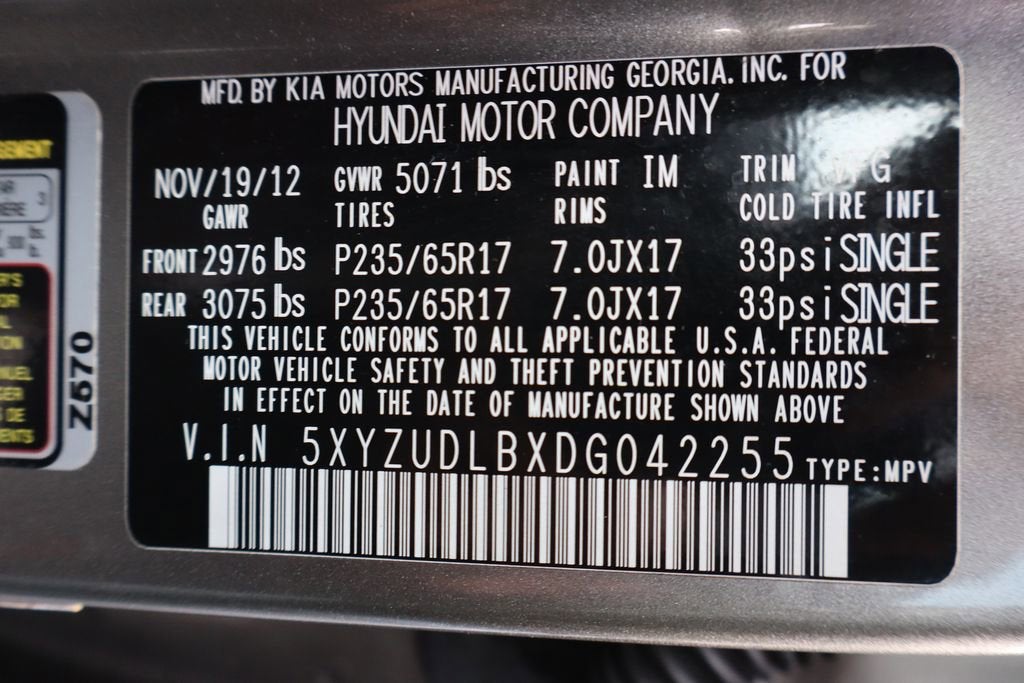 MFD. BY KIA MOTORS MANUFACTURING GEORGIA. INC. FOR
HYUNDAI MOTOR COMPANY
NOV/19/12 GVWR 5071 lbs PAINT IM TRIM
GAWR TIRES RIMS COLD TIRE INFL
FRONT 2976 lbs P235/65R17 7.0JX17 33psi SINGLE
REAR 3075 lbs P235/65R17 7.0JX17 33psi SINGLE
THIS VEHICLE CONFORMS TO ALL APPLICABLE U.S.A. FEDERAL
MOTOR VEHICLE SAFETY AND THEFT PREVENTION STANDARDS
IN EFFECT ON THE DATE OF MANUFACTURE SHOWN ABOVE
V.I.N 5XYZUDLBXDG042255 TYPE:MPV
Z670